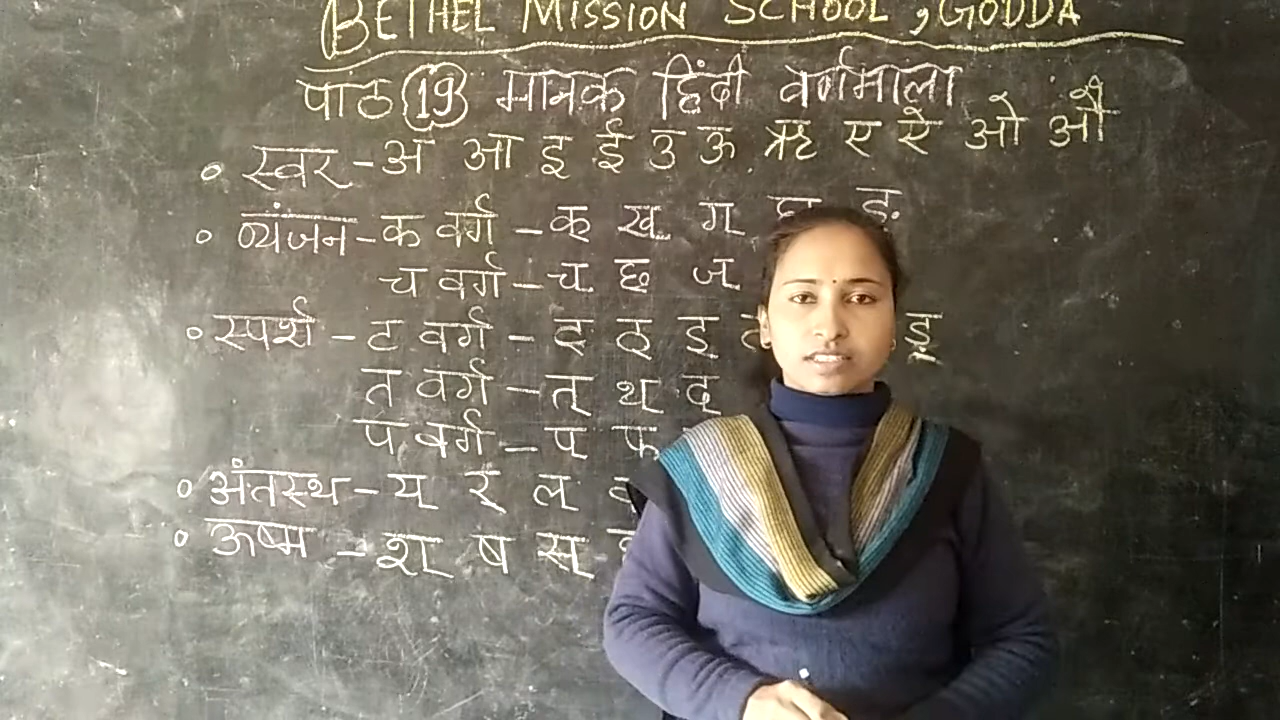 BETHEL MISSION SCHOOL, GODDA
पाठ 19 मानक हिंदी वर्णमाला
• स्वर - अ आ इ ई उ ऊ ऋ ए ऐ ओ औ
• व्यंजन - क वर्ग - क् ख् ग् घ् ङ्
च वर्ग - च् छ् ज्
• स्पर्श - ट वर्ग - ट् ठ् ड् ड़्
त वर्ग - त् थ् द्
प वर्ग - प् फ्
• अंतस्थ - य् र् ल् व्
• ऊष्म - श् ष् स्